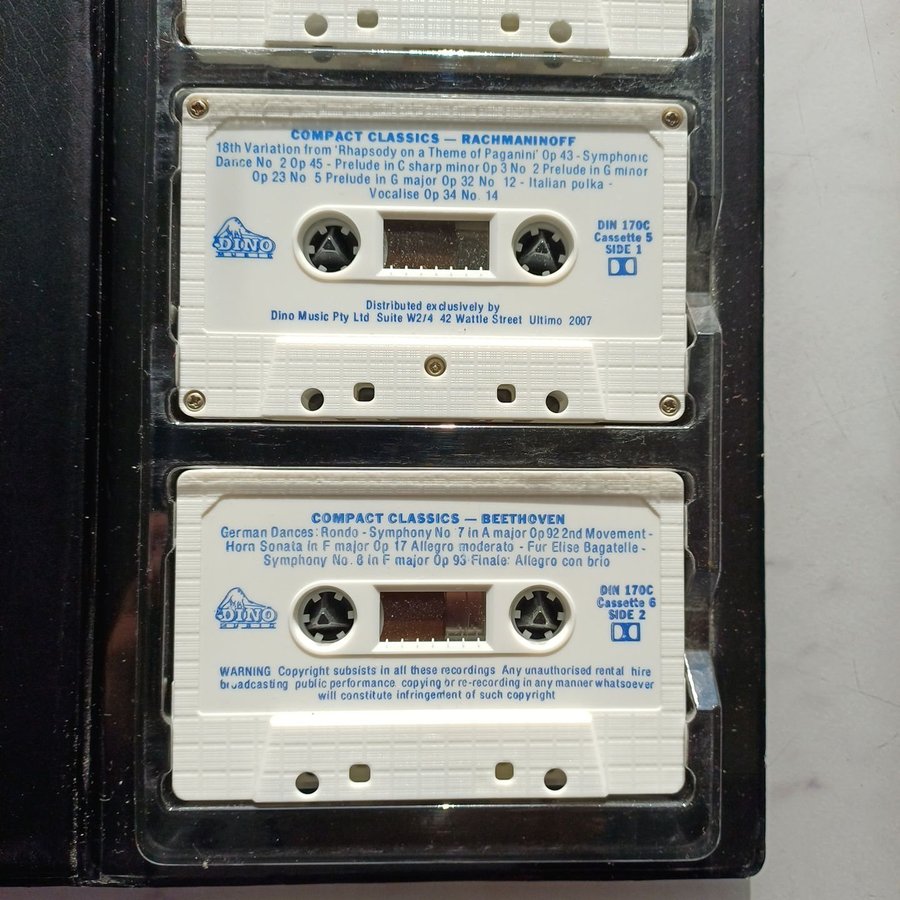 COMPACT CLASSICS — RACHMANINOFF
18th Variation from 'Rhapsody on a Theme of Paganini' Op 43 - Symphonic
Dance No 2 Op 45 - Prelude in C sharp minor Op 3 No 2 Prelude in G minor
Op 23 No 5 Prelude in G major Op 32 No 12 - Italian polka -
Vocalise Op 34 No. 14
DINO
MUSIC
DIN 170C
Cassette 5
SIDE 1
Distributed exclusively by
Dino Music Pty Ltd Suite W2/4 42 Wattle Street Ultimo 2007
COMPACT CLASSICS — BEETHOVEN
German Dances: Rondo - Symphony No 7 in A major Op 92 2nd Movement -
Horn Sonata in F major Op 17 Allegro moderato - Fur Elise Bagatelle -
Symphony No. 8 in F major Op 93 Finale: Allegro con brio
DINO
MUSIC
DIN 170C
Cassette 6
SIDE 2
WARNING Copyright subsists in all these recordings Any unauthorised rental hire
broadcasting public performance copying or re-recording in any manner whatsoever
will constitute infringement of such copyright